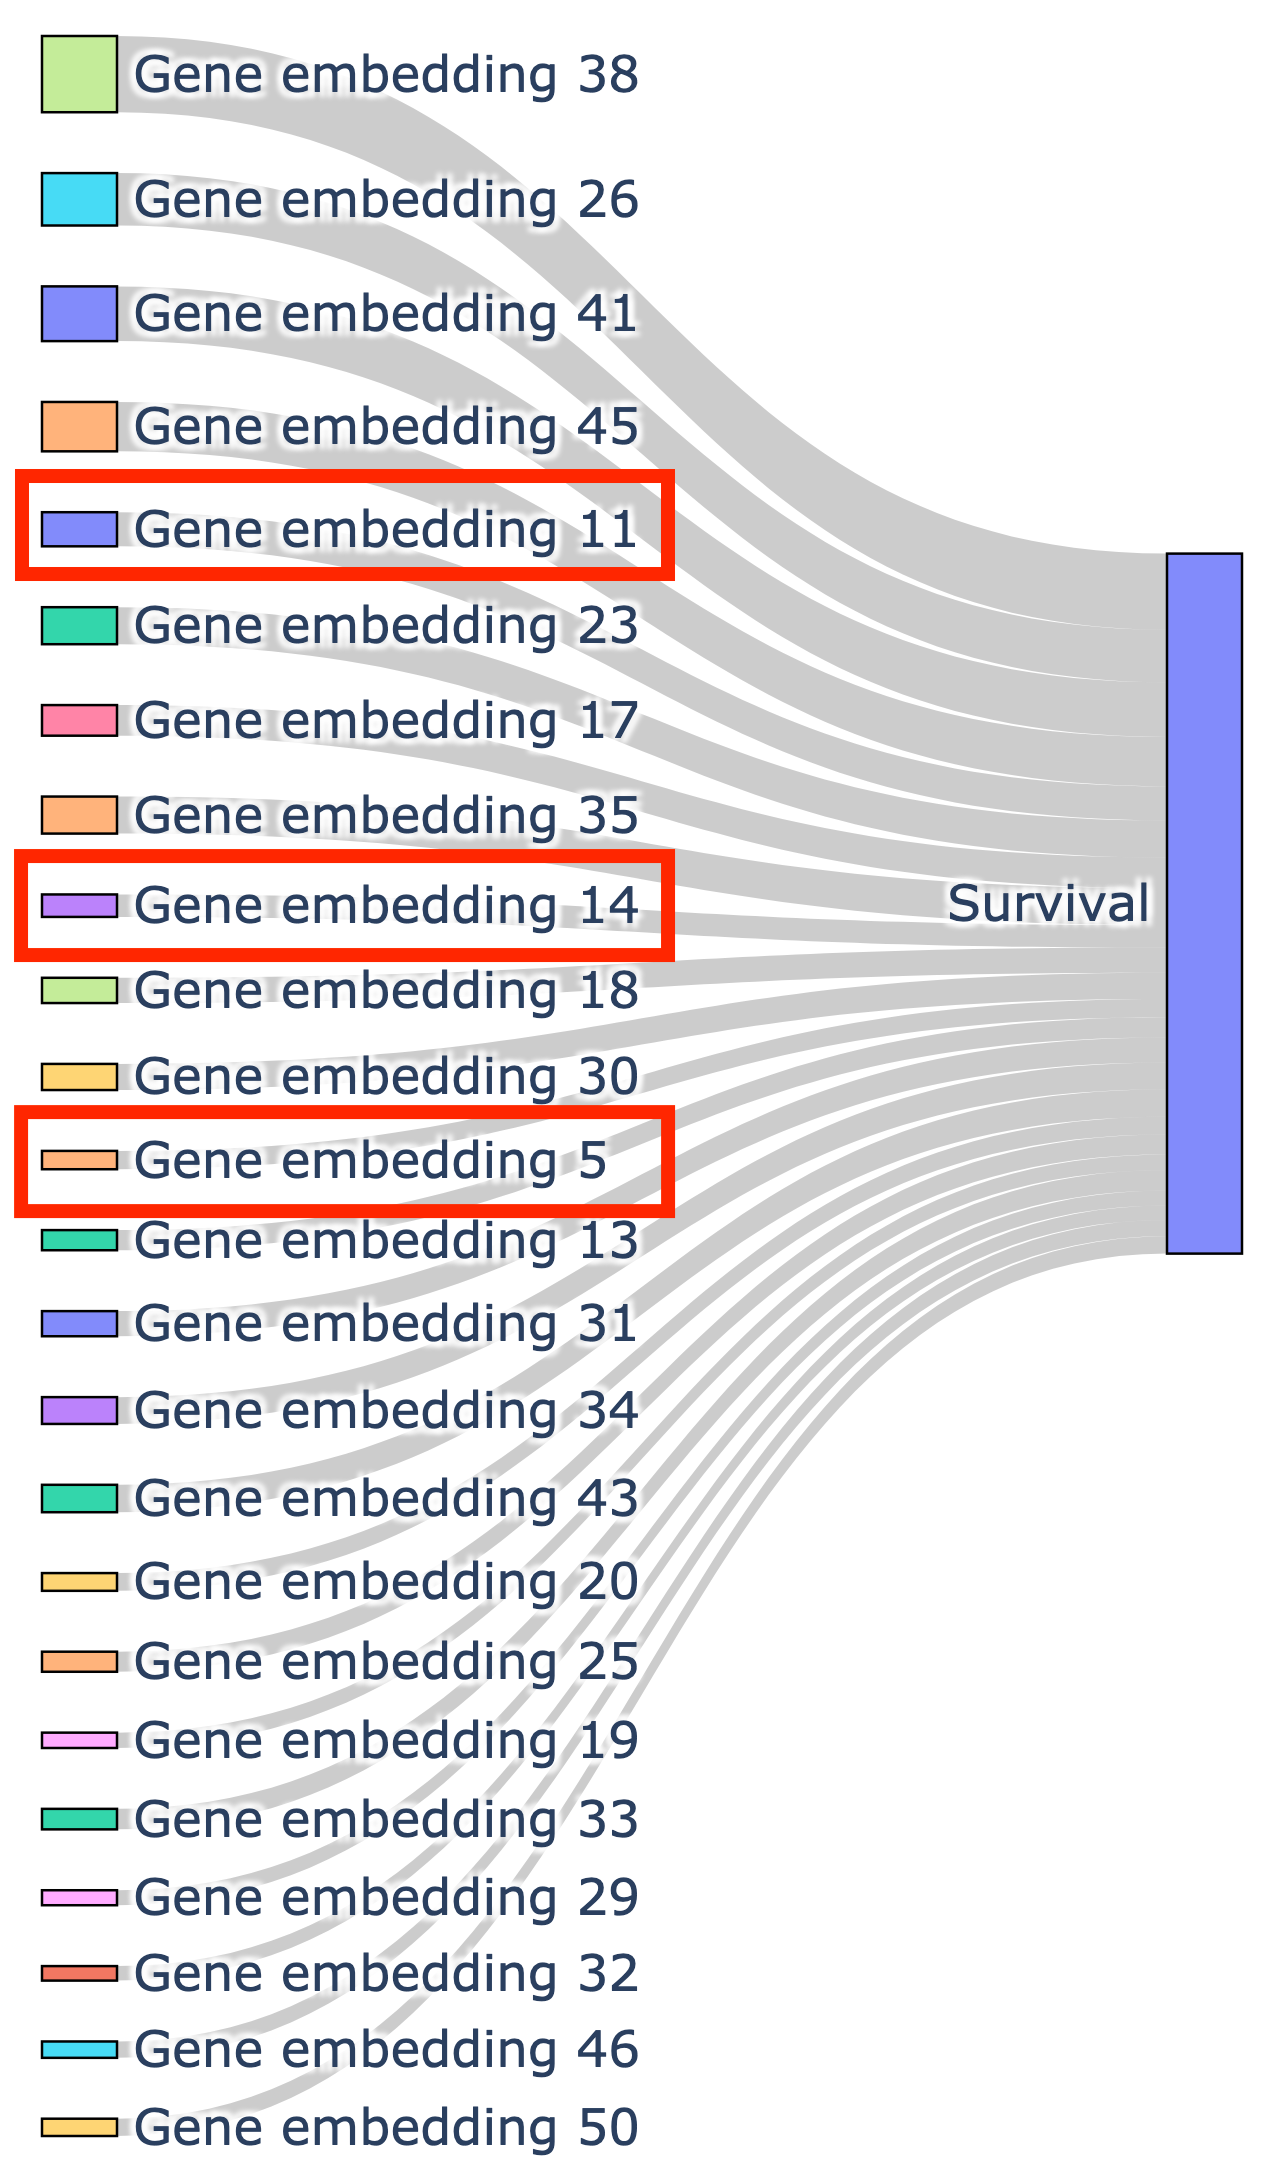 Gene embedding 38
Gene embedding 26
Gene embedding 41
Gene embedding 45
Gene embedding 11
Gene embedding 23
Gene embedding 17
Gene embedding 35
Survival
Gene embedding 14
Gene embedding 18
Gene embedding 30
Gene embedding 5
Gene embedding 13
Gene embedding 31
Gene embedding 34
Gene embedding 43
Gene embedding 20
Gene embedding 25
Gene embedding 19
Gene embedding 33
Gene embedding 29
Gene embedding 32
Gene embedding 46
Gene embedding 50